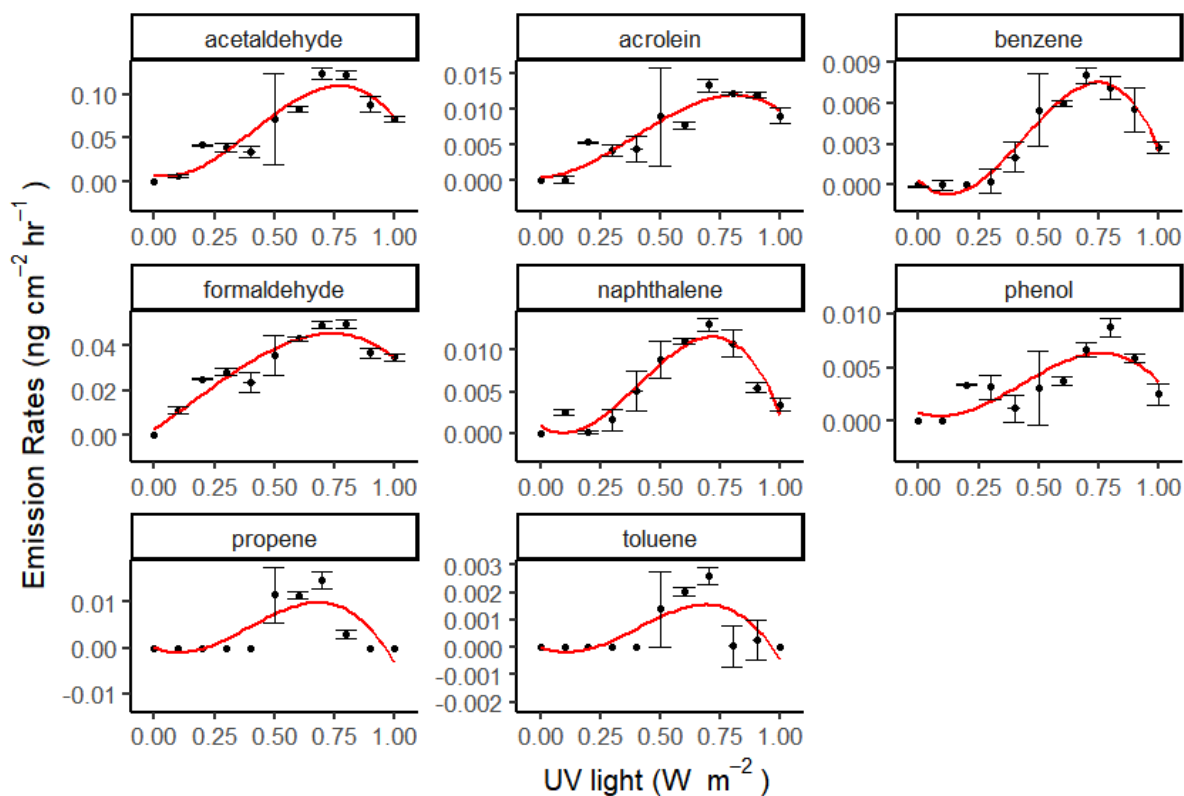 acetaldehyde acrolein benzene
0.10 0.05 0.00
0.015 0.010 0.005 0.000
0.009 0.006 0.003 0.000
0.00 0.25 0.50 0.75 1.00 0.00 0.25 0.50 0.75 1.00 0.00 0.25 0.50 0.75 1.00
formaldehyde naphthalene phenol
0.04 0.02 0.00
0.010 0.005 0.000
0.010 0.005 0.000
0.00 0.25 0.50 0.75 1.00 0.00 0.25 0.50 0.75 1.00 0.00 0.25 0.50 0.75 1.00
propene toluene
0.01 0.00 -0.01
0.003 0.002 0.001 0.000 -0.001 -0.002
0.00 0.25 0.50 0.75 1.00 0.00 0.25 0.50 0.75 1.00
Emission Rates (ng cm⁻² hr⁻¹)
UV light (W m⁻²)